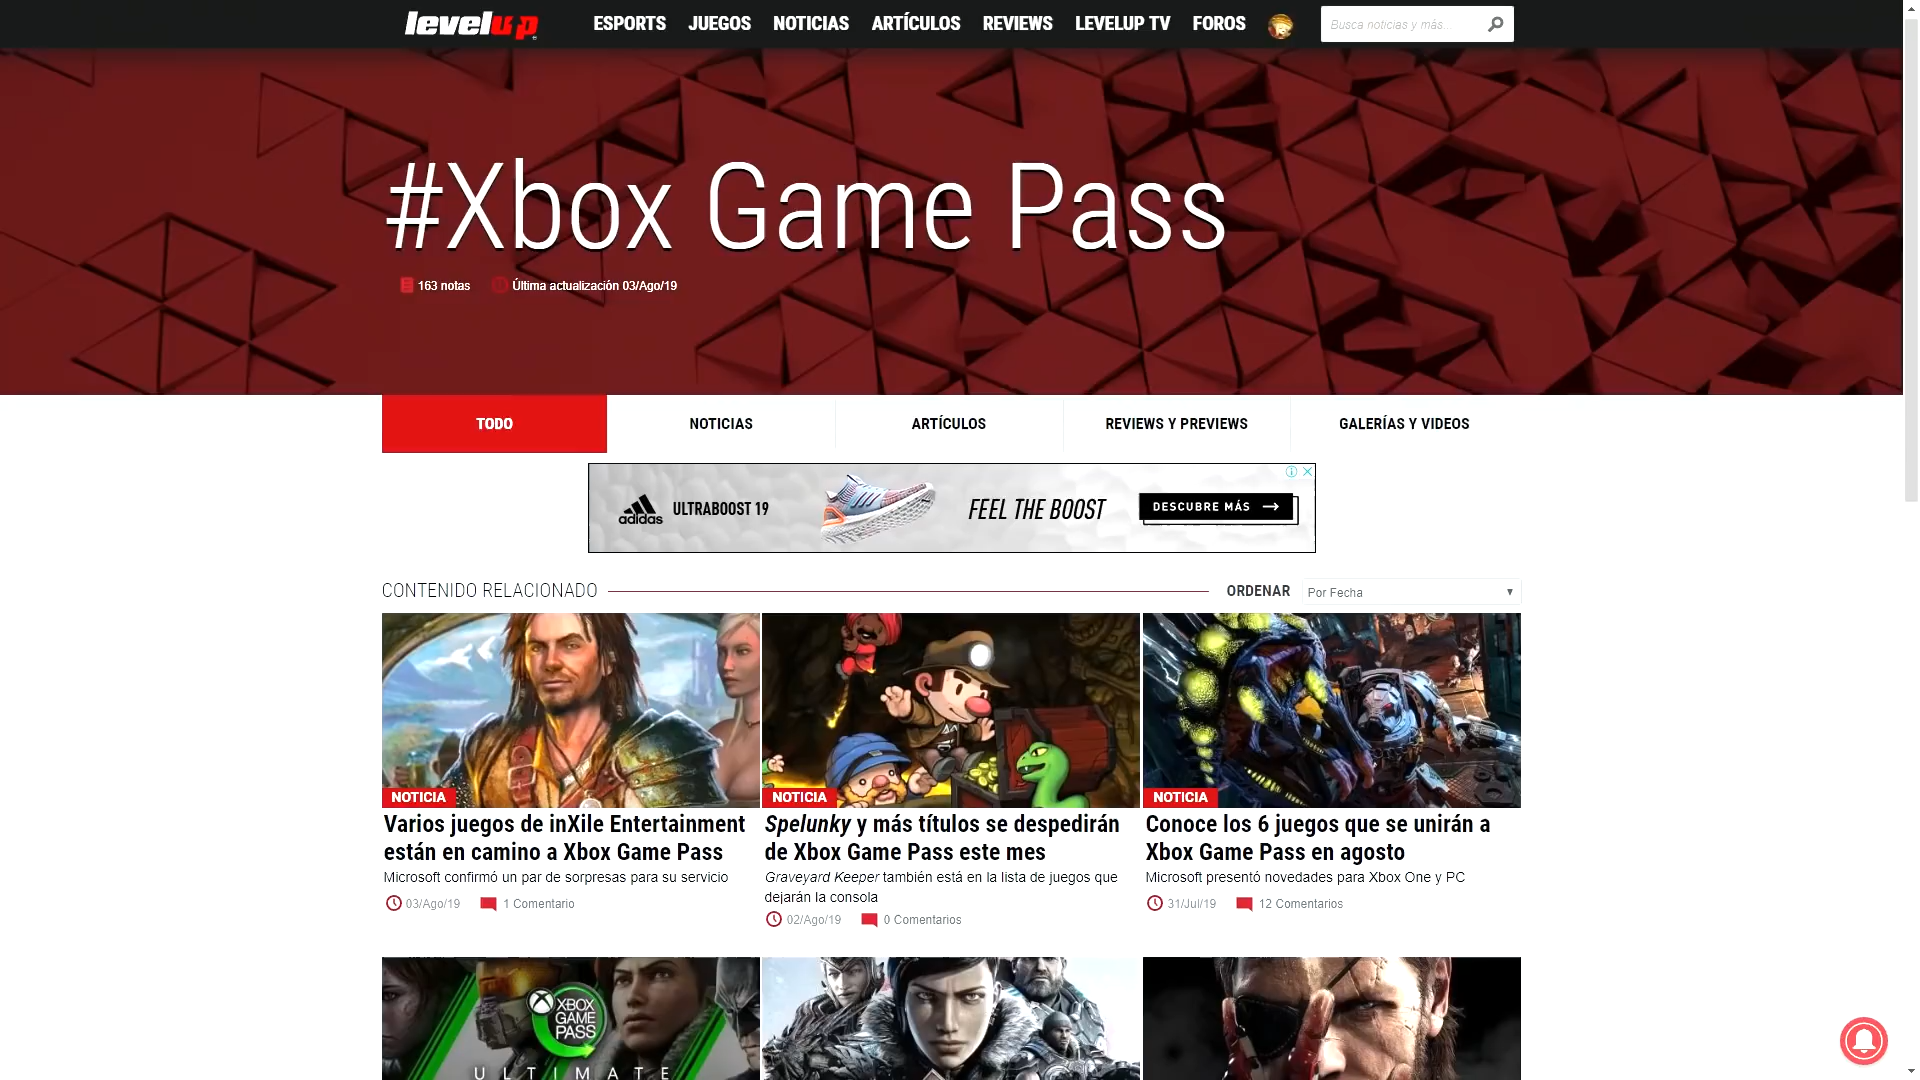 levelup
ESPORTS JUEGOS NOTICIAS ARTÍCULOS REVIEWS LEVELUP TV FOROS
Busca noticias y más...
#Xbox Game Pass
163 notas Última actualización 03/Ago/19
TODO NOTICIAS ARTÍCULOS REVIEWS Y PREVIEWS GALERÍAS Y VIDEOS
adidas ULTRABOOST 19 FEEL THE BOOST DESCUBRE MÁS
CONTENIDO RELACIONADO ORDENAR Por Fecha
NOTICIA
Varios juegos de inXile Entertainment
están en camino a Xbox Game Pass
Microsoft confirmó un par de sorpresas para su servicio
03/Ago/19 1 Comentario
NOTICIA
Spelunky y más títulos se despedirán
de Xbox Game Pass este mes
Graveyard Keeper también está en la lista de juegos que
dejarán la consola
02/Ago/19 0 Comentarios
NOTICIA
Conoce los 6 juegos que se unirán a
Xbox Game Pass en agosto
Microsoft presentó novedades para Xbox One y PC
31/Jul/19 12 Comentarios
XBOX
GAME
PASS
ULTIMATE